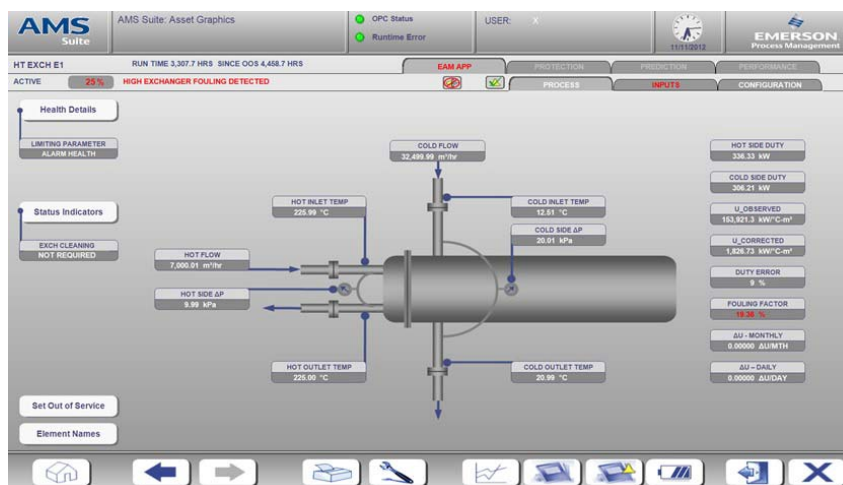 AMS
Suite
AMS Suite: Asset Graphics
OPC Status
Runtime Error
USER: X
11/11/2012
EMERSON
Process Management
HT EXCH E1
RUN TIME 3,307.7 HRS SINCE OOS 4,458.7 HRS
EAM APP
PROTECTION
PREDICTION
PERFORMANCE
ACTIVE
25%
HIGH EXCHANGER FOULING DETECTED
PROCESS
INPUTS
CONFIGURATION
Health Details
LIMITING PARAMETER
ALARM HEALTH
Status Indicators
EXCH CLEANING
NOT REQUIRED
COLD FLOW
32,499.99 m³/hr
HOT INLET TEMP
225.99 °C
COLD INLET TEMP
12.51 °C
COLD SIDE ΔP
20.01 kPa
HOT FLOW
7,000.01 m³/hr
HOT SIDE ΔP
9.99 kPa
HOT OUTLET TEMP
225.00 °C
COLD OUTLET TEMP
20.99 °C
HOT SIDE DUTY
336.33 kW
COLD SIDE DUTY
306.21 kW
U_OBSERVED
153,921.3 kW/°C-m²
U_CORRECTED
1,826.73 kW/°C-m²
DUTY ERROR
9 %
FOULING FACTOR
19.36 %
ΔU - MONTHLY
0.00000 ΔU/MTH
ΔU – DAILY
0.00000 ΔU/DAY
Set Out of Service
Element Names